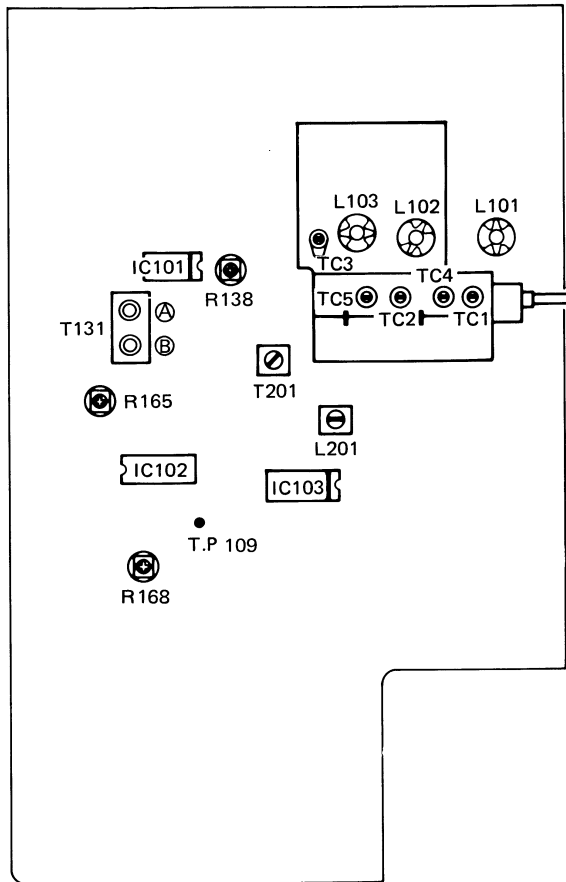 L103
L102
L101
TC3
IC101
R138
TC4
TC5
TC2
TC1
T131
A
B
T201
R165
L201
IC102
IC103
T.P 109
R168